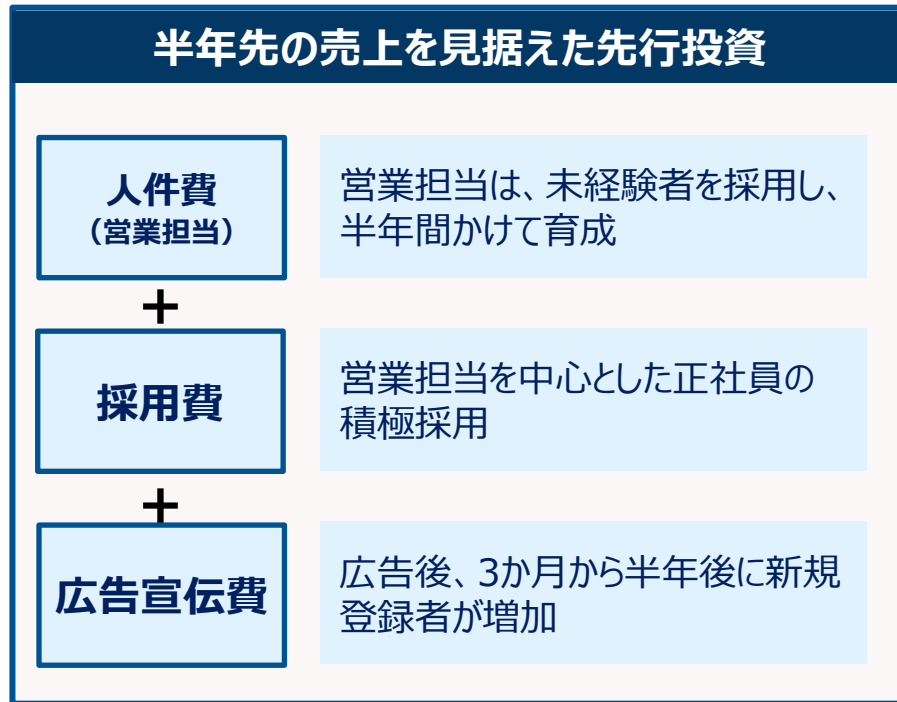 半年先の売上を見据えた先行投資
人件費
（営業担当）
営業担当は、未経験者を採用し、
半年間かけて育成
+
採用費
営業担当を中心とした正社員の
積極採用
+
広告宣伝費
広告後、3か月から半年後に新規
登録者が増加